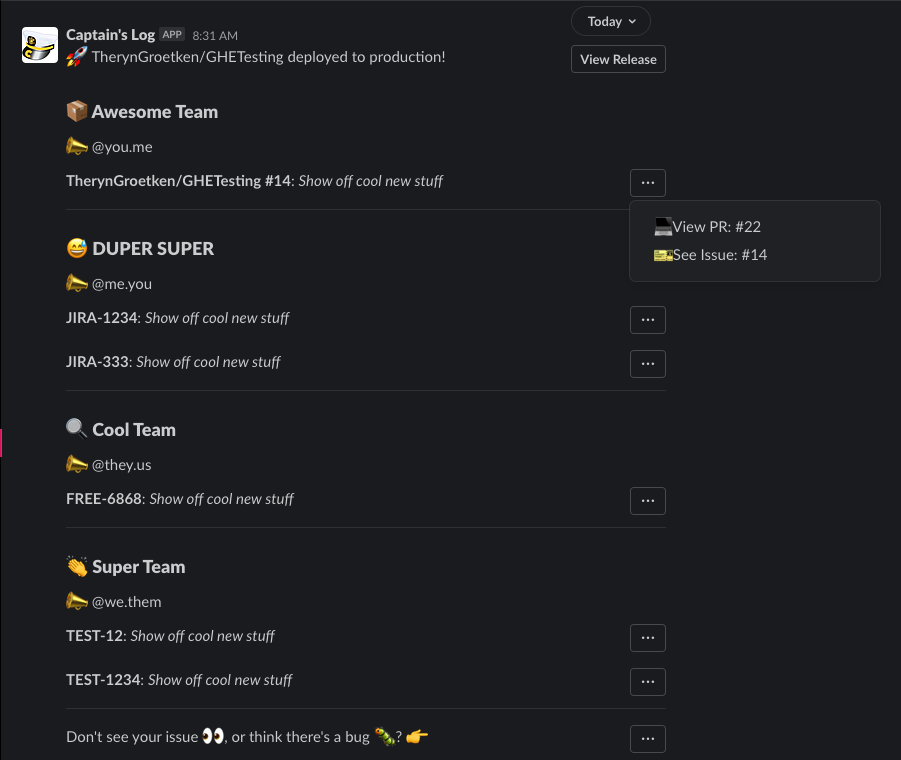 Today
Captain's Log APP 8:31 AM
🚀 TherynGroetken/GHETesting deployed to production!
View Release
📦 Awesome Team
📣 @you.me
TherynGroetken/GHETesting #14: Show off cool new stuff
...
💻View PR: #22
🎫See Issue: #14
😅 DUPER SUPER
📣 @me.you
JIRA-1234: Show off cool new stuff
...
JIRA-333: Show off cool new stuff
...
🔍 Cool Team
📣 @they.us
FREE-6868: Show off cool new stuff
...
👏 Super Team
📣 @we.them
TEST-12: Show off cool new stuff
...
TEST-1234: Show off cool new stuff
...
Don't see your issue 👀, or think there's a bug 🐛? 👉
...